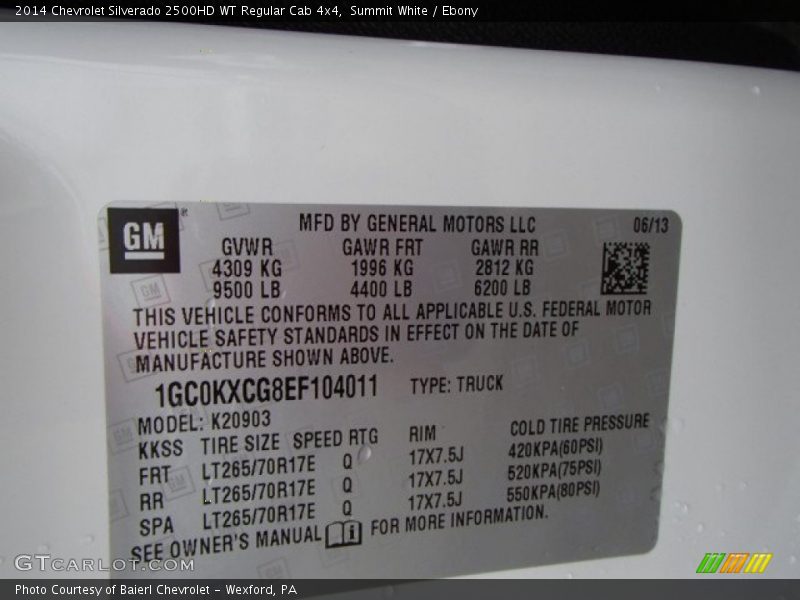 2014 Chevrolet Silverado 2500HD WT Regular Cab 4x4, Summit White / Ebony
GM
®
MFD BY GENERAL MOTORS LLC 06/13
GVWR GAWR FRT GAWR RR
4309 KG 1996 KG 2812 KG
9500 LB 4400 LB 6200 LB
THIS VEHICLE CONFORMS TO ALL APPLICABLE U.S. FEDERAL MOTOR
VEHICLE SAFETY STANDARDS IN EFFECT ON THE DATE OF
MANUFACTURE SHOWN ABOVE.
1GC0KXCG8EF104011 TYPE: TRUCK
MODEL: K20903
KKSS TIRE SIZE SPEED RTG RIM COLD TIRE PRESSURE
FRT LT265/70R17E Q 17X7.5J 420KPA(60PSI)
RR LT265/70R17E Q 17X7.5J 520KPA(75PSI)
SPA LT265/70R17E Q 17X7.5J 550KPA(80PSI)
SEE OWNER'S MANUAL FOR MORE INFORMATION.
GTCARLOT.COM
Photo Courtesy of Baierl Chevrolet - Wexford, PA